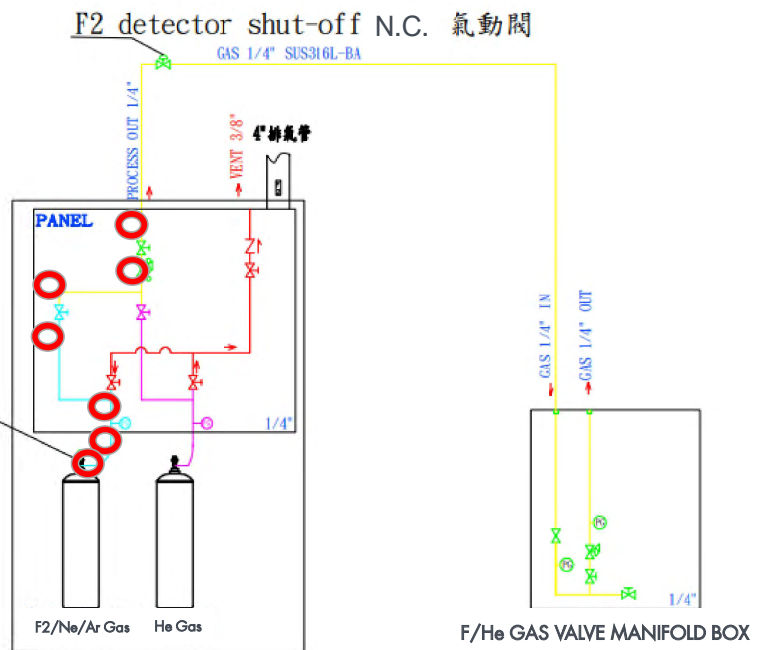 F2 detector shut-off N.C. 氣動閥
GAS 1/4" SUS316L-BA
PROCESS OUT 1/4"
VENT 3/8"
4"排氣管
PANEL
1/4"
GAS 1/4" IN
GAS 1/4" OUT
PG
PG
1/4"
F2/Ne/Ar Gas
He Gas
F/He GAS VALVE MANIFOLD BOX